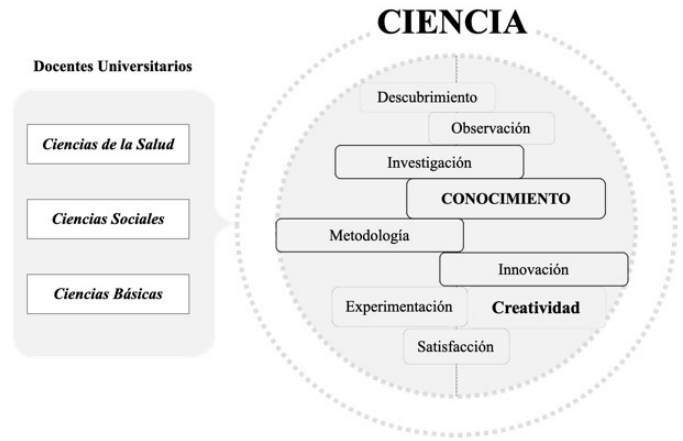 CIENCIA
Docentes Universitarios
Ciencias de la Salud
Ciencias Sociales
Ciencias Básicas
Descubrimiento
Observación
Investigación
CONOCIMIENTO
Metodología
Innovación
Experimentación
Creatividad
Satisfacción